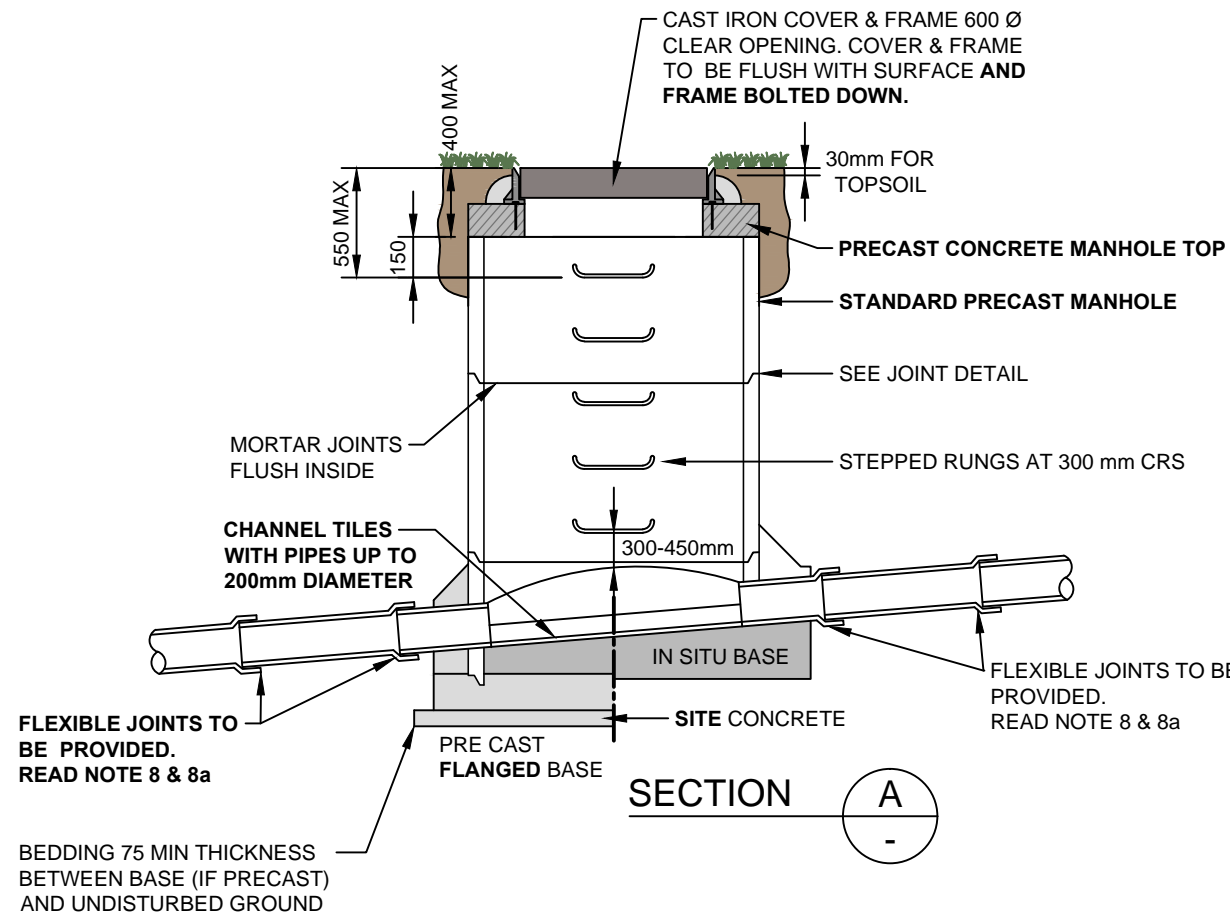 CAST IRON COVER & FRAME 600 Ø
CLEAR OPENING. COVER & FRAME
TO BE FLUSH WITH SURFACE AND
FRAME BOLTED DOWN.
400 MAX
550 MAX
150
30mm FOR
TOPSOIL
PRECAST CONCRETE MANHOLE TOP
STANDARD PRECAST MANHOLE
SEE JOINT DETAIL
MORTAR JOINTS
FLUSH INSIDE
STEPPED RUNGS AT 300 mm CRS
CHANNEL TILES
WITH PIPES UP TO
200mm DIAMETER
300-450mm
IN SITU BASE
FLEXIBLE JOINTS TO BE
PROVIDED.
READ NOTE 8 & 8a
FLEXIBLE JOINTS TO
BE PROVIDED.
READ NOTE 8 & 8a
SITE CONCRETE
PRE CAST
FLANGED BASE
SECTION
A
-
BEDDING 75 MIN THICKNESS
BETWEEN BASE (IF PRECAST)
AND UNDISTURBED GROUND